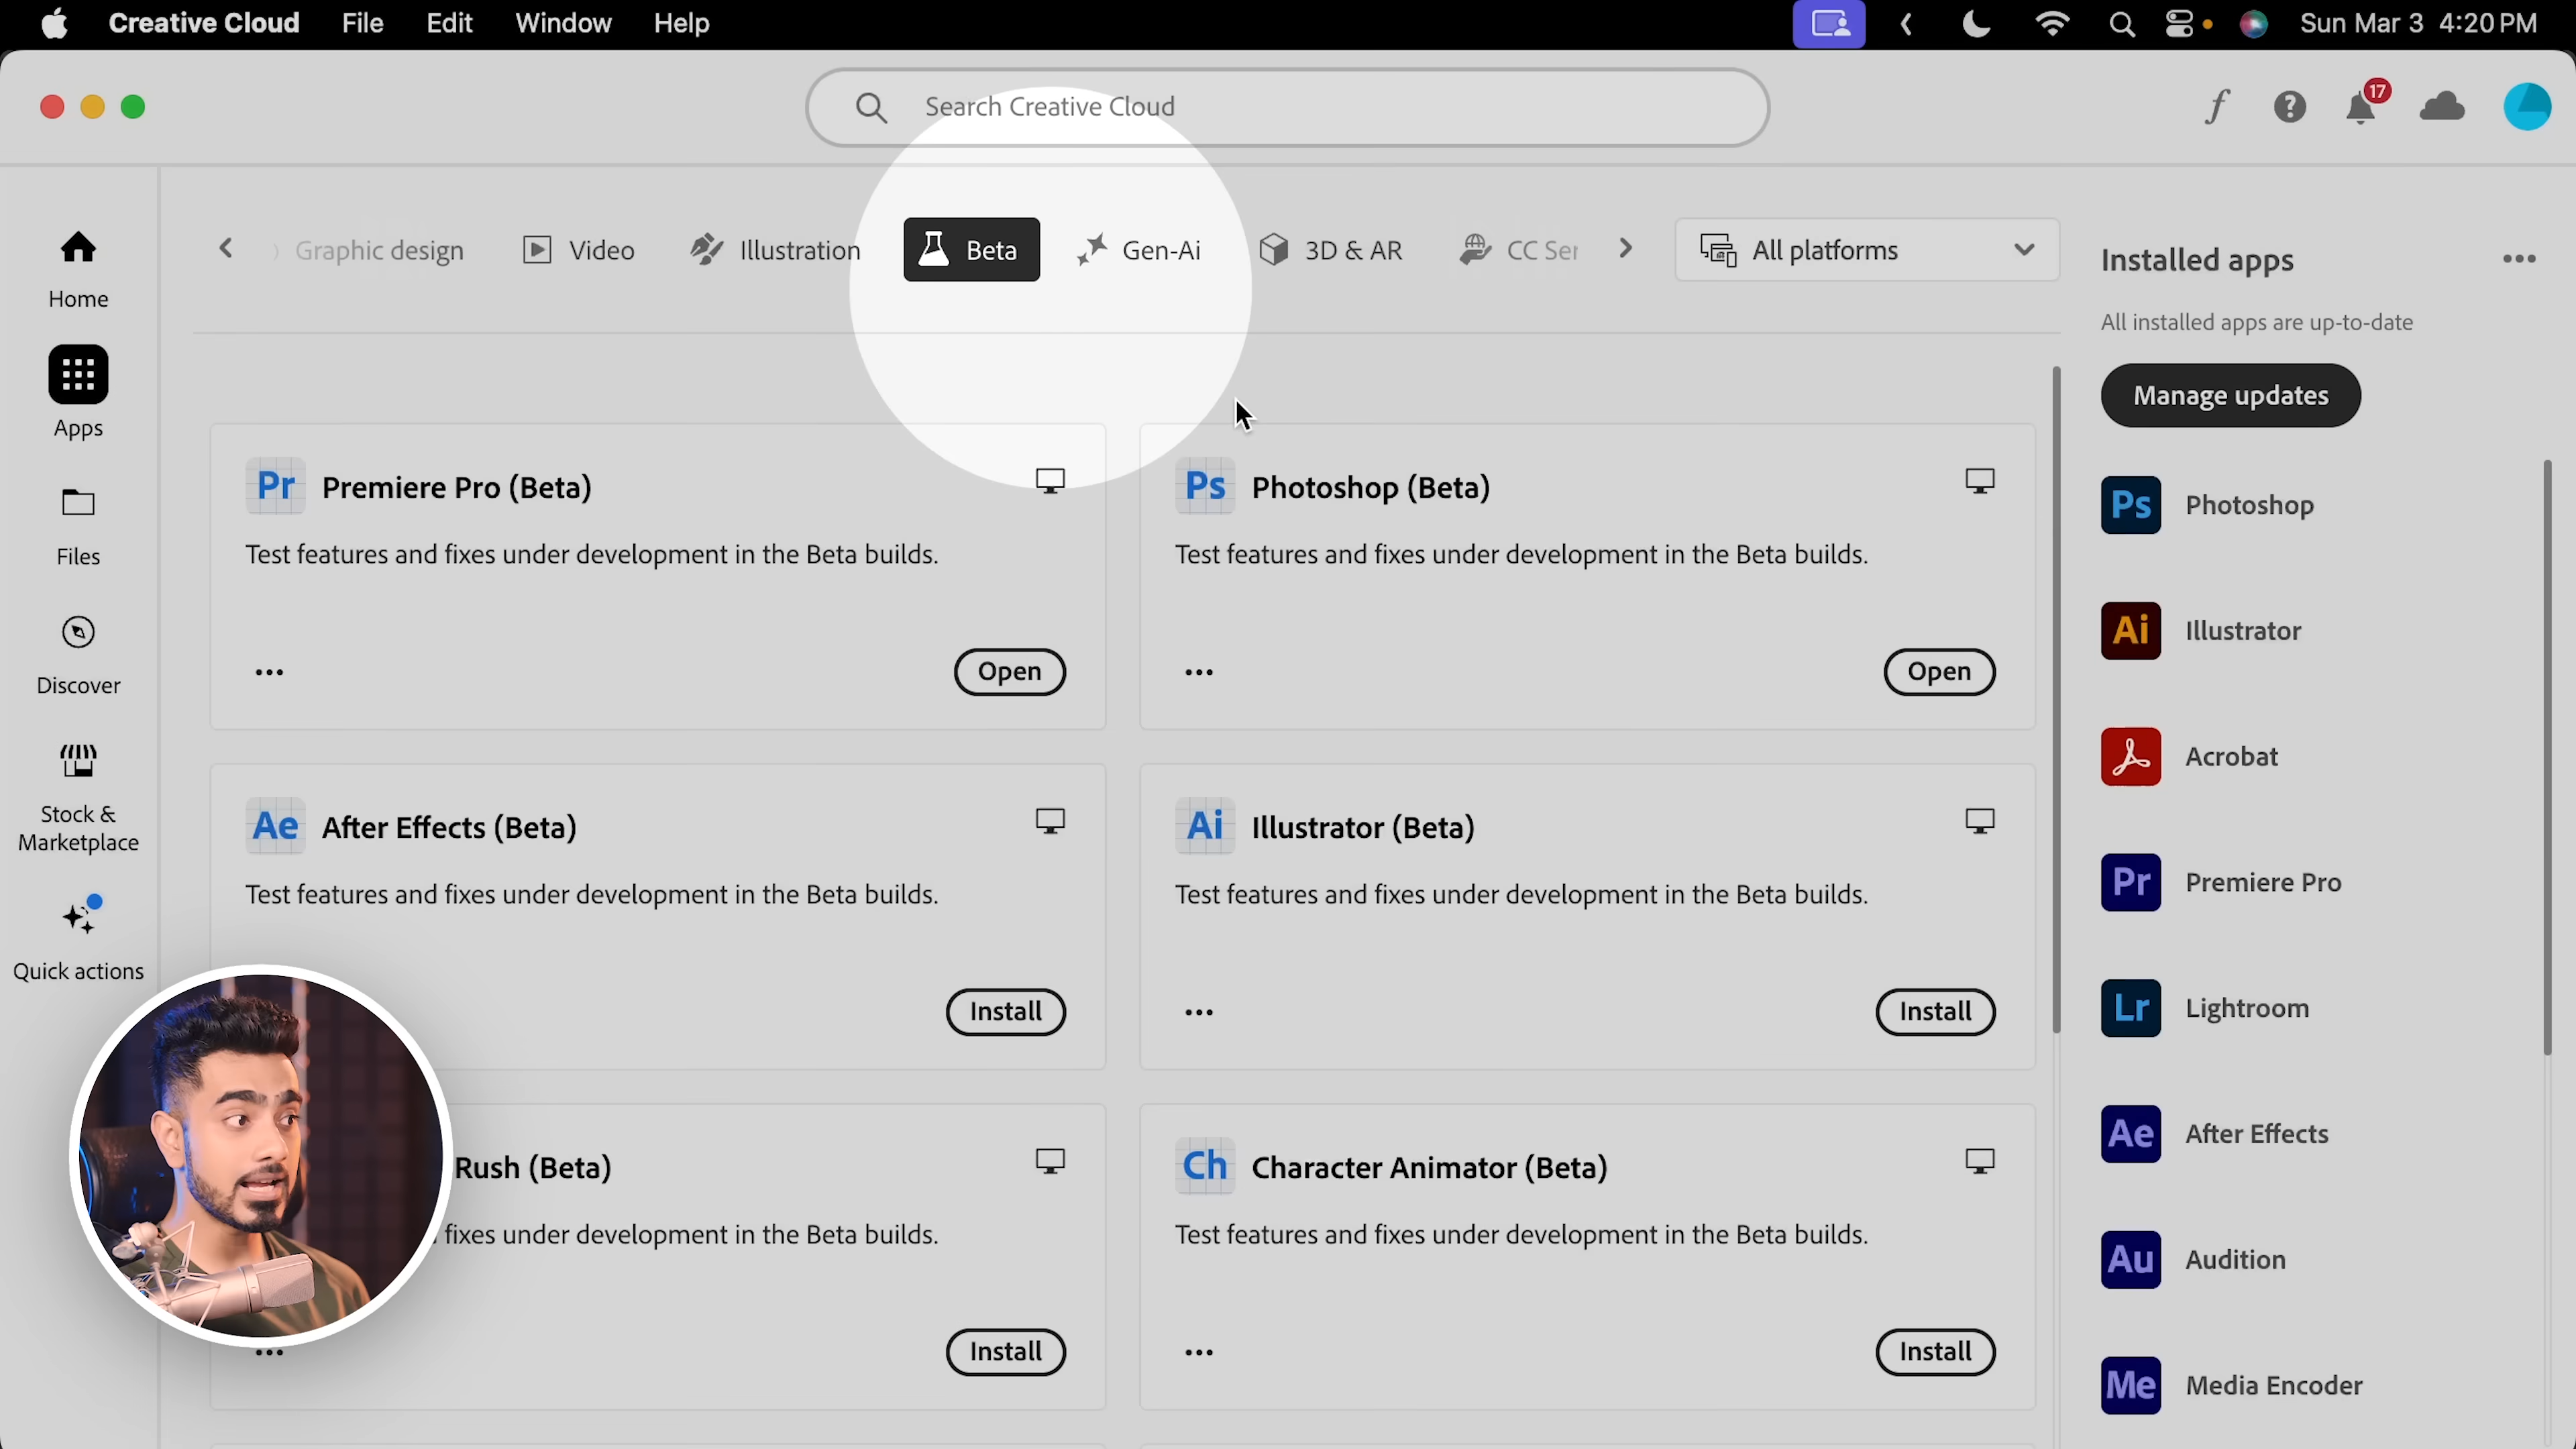 Creative Cloud File Edit Window Help Sun Mar 3 4:20 PM
Search Creative Cloud
17
Graphic design Video Illustration Beta Gen-Ai 3D & AR CC Ser All platforms
Home
Apps
Files
Discover
Stock &
Marketplace
Quick actions
Pr Premiere Pro (Beta)
Test features and fixes under development in the Beta builds.
Open
Ps Photoshop (Beta)
Test features and fixes under development in the Beta builds.
Open
Ae After Effects (Beta)
Test features and fixes under development in the Beta builds.
Install
Ai Illustrator (Beta)
Test features and fixes under development in the Beta builds.
Install
Rush (Beta)
fixes under development in the Beta builds.
Install
Ch Character Animator (Beta)
Test features and fixes under development in the Beta builds.
Install
Installed apps
All installed apps are up-to-date
Manage updates
Ps Photoshop
Ai Illustrator
Acrobat
Pr Premiere Pro
Lr Lightroom
Ae After Effects
Au Audition
Me Media Encoder